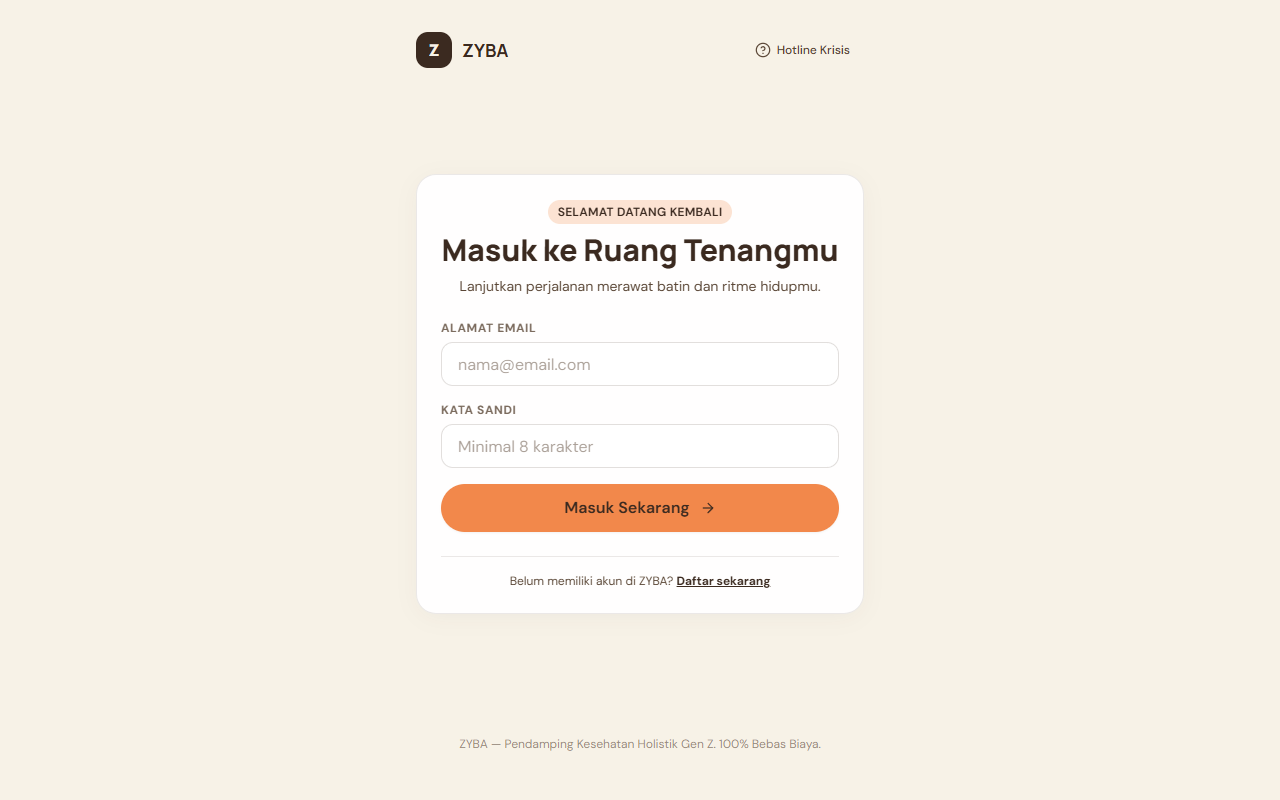 Z ZYBA
Hotline Krisis
SELAMAT DATANG KEMBALI
Masuk ke Ruang Tenangmu
Lanjutkan perjalanan merawat batin dan ritme hidupmu.
ALAMAT EMAIL
nama@email.com
KATA SANDI
Minimal 8 karakter
Masuk Sekarang →
Belum memiliki akun di ZYBA? Daftar sekarang
ZYBA — Pendamping Kesehatan Holistik Gen Z. 100% Bebas Biaya.